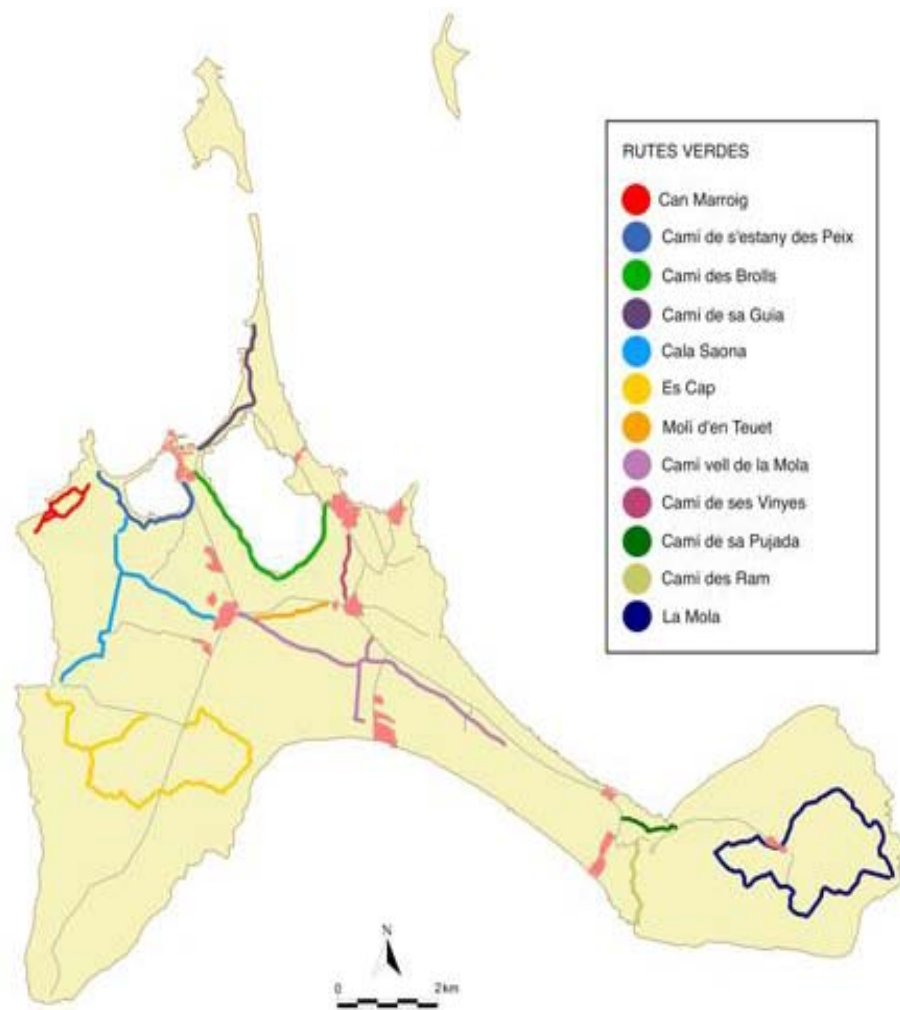 RUTES VERDES
Can Marroig
Camí de s'estany des Peix
Camí des Brolls
Camí de sa Guia
Cala Saona
Es Cap
Molí d'en Teuet
Camí vell de la Mola
Camí de ses Vinyes
Camí de sa Pujada
Camí des Ram
La Mola
N
0 2 km